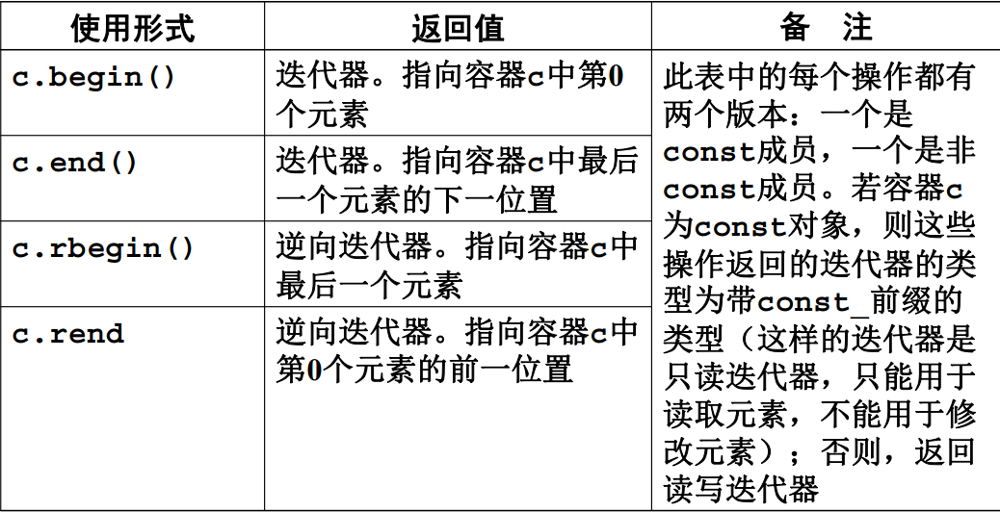 使用形式
返回值
备 注
c.begin()
迭代器。指向容器c中第0
个元素
c.end()
迭代器。指向容器c中最后
一个元素的下一位置
c.rbegin()
逆向迭代器。指向容器c中
最后一个元素
c.rend
逆向迭代器。指向容器c中
第0个元素的前一位置
此表中的每个操作都有
两个版本：一个是
const成员，一个是非
const成员。若容器c
为const对象，则这些
操作返回的迭代器的类
型为带const_前缀的
类型（这样的迭代器是
只读迭代器，只能用于
读取元素，不能用于修
改元素）；否则，返回
读写迭代器